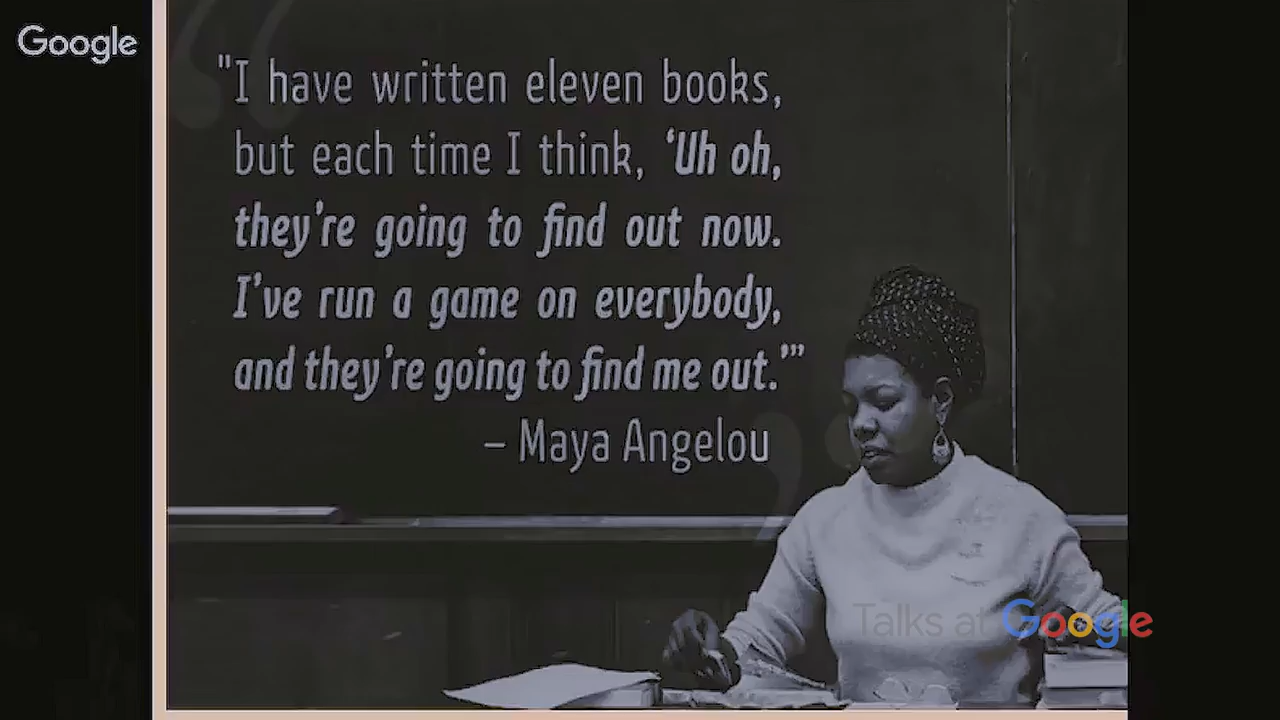 Google
"I have written eleven books,
but each time I think, ‘Uh oh,
they’re going to find out now.
I’ve run a game on everybody,
and they’re going to find me out.’”
– Maya Angelou
Talks at Google